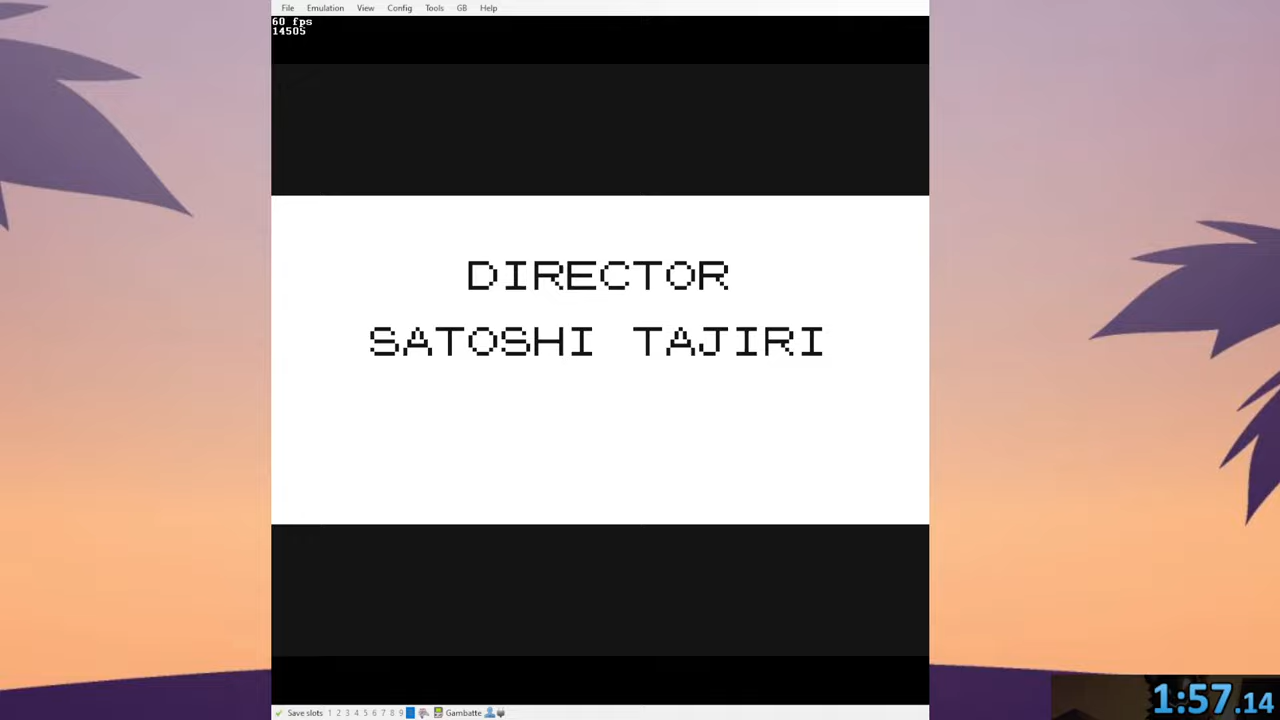 File Emulation View Config Tools GB Help
60 fps
14505
DIRECTOR
SATOSHI TAJIRI
Save slots 1 2 3 4 5 6 7 8 9 Gambatte
1:57.14